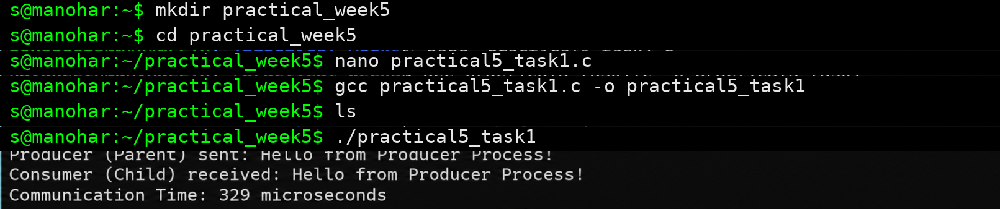 s@manohar:~$ mkdir practical_week5
s@manohar:~$ cd practical_week5
s@manohar:~/practical_week5$ nano practical5_task1.c
s@manohar:~/practical_week5$ gcc practical5_task1.c -o practical5_task1
s@manohar:~/practical_week5$ ls
s@manohar:~/practical_week5$ ./practical5_task1
Producer (Parent) sent: Hello from Producer Process!
Consumer (Child) received: Hello from Producer Process!
Communication Time: 329 microseconds